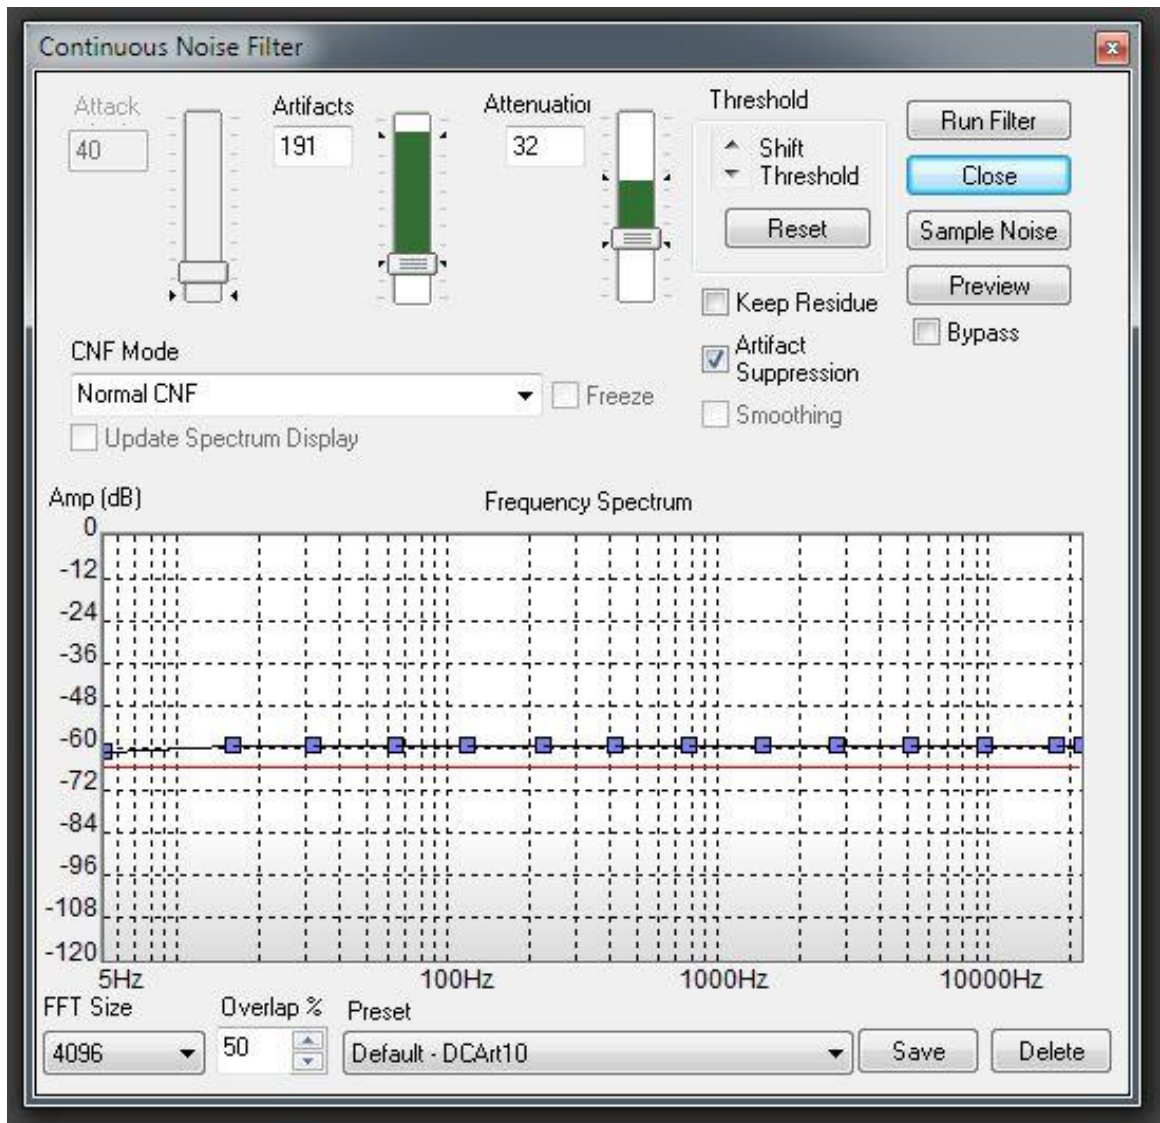 Continuous Noise Filter
Attack
40
Artifacts
191
Attenuation
32
Threshold
Shift
Threshold
Reset
Run Filter
Close
Sample Noise
Preview
Bypass
Keep Residue
Artifact
Suppression
Smoothing
CNF Mode
Normal CNF
Freeze
Update Spectrum Display
Amp (dB)
Frequency Spectrum
0
-12
-24
-36
-48
-60
-72
-84
-96
-108
-120
5Hz 100Hz 1000Hz 10000Hz
FFT Size
4096
Overlap %
50
Preset
Default - DCArt10
Save
Delete